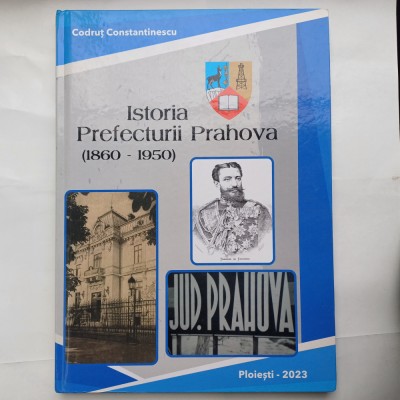 Codruț Constantinescu
Istoria
Prefecturii Prahova
(1860 - 1950)
JUD. PRAHOVA
Ploiești - 2023